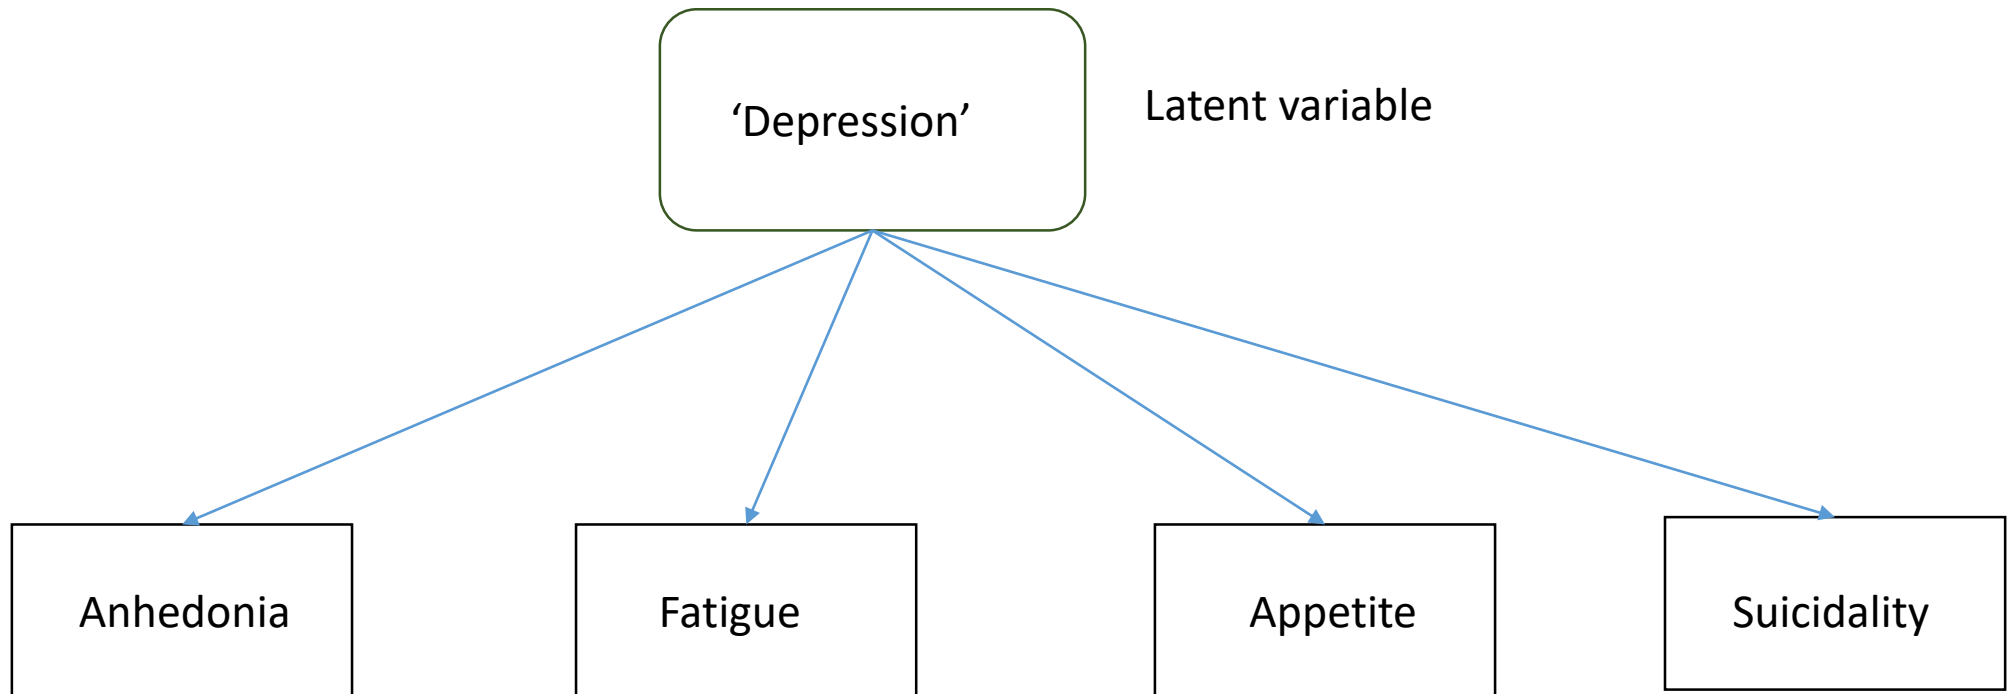 ‘Depression’
Latent variable
Anhedonia
Fatigue
Appetite
Suicidality